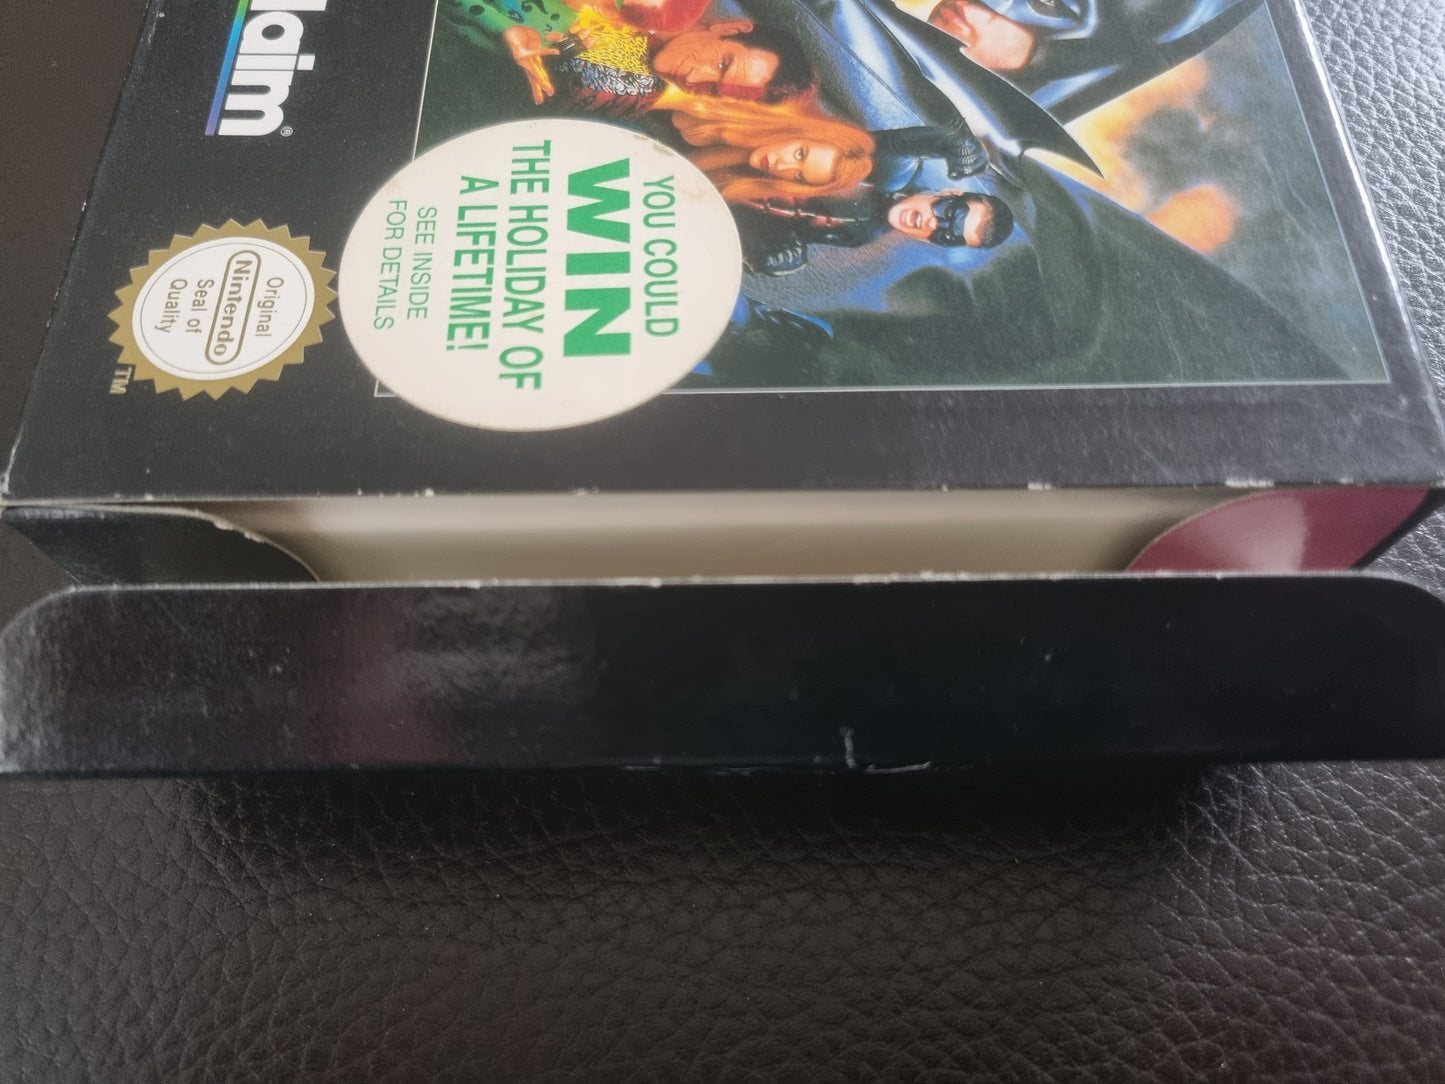 laim®
Original
Nintendo
Seal of
Quality
TM
YOU COULD
WIN
THE HOLIDAY OF
A LIFETIME!
SEE INSIDE
FOR DETAILS